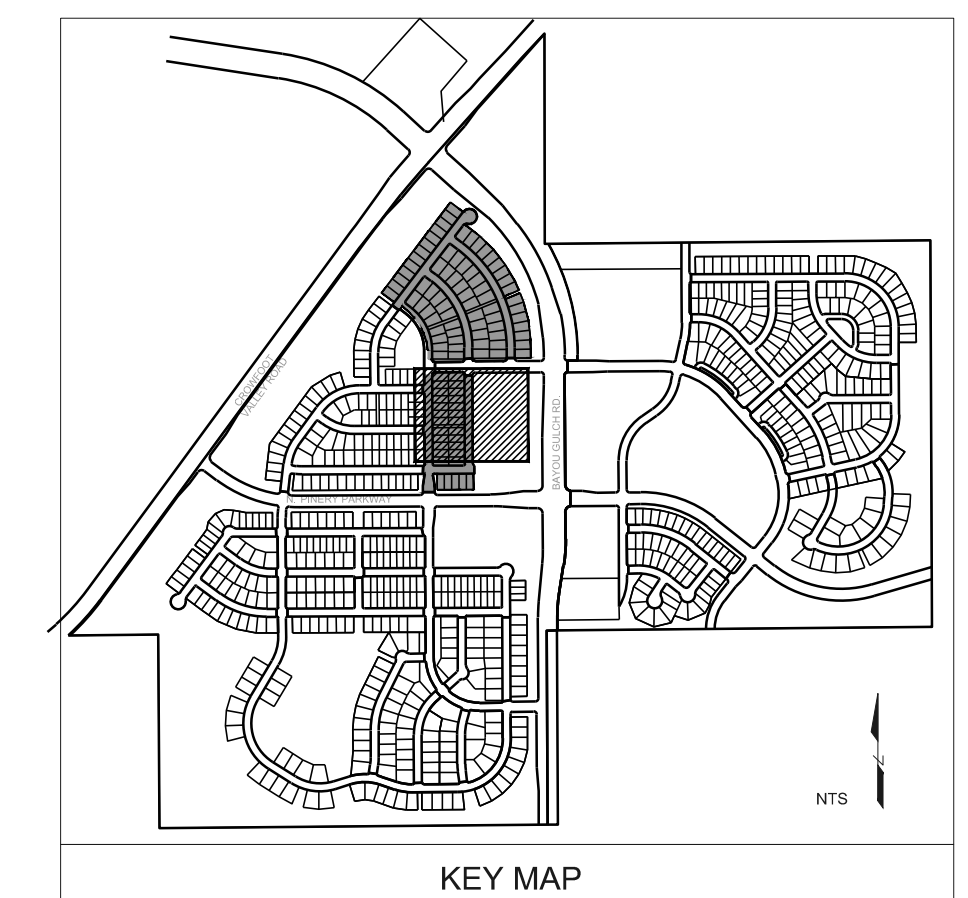 CROWFOOT
VALLEY ROAD
BAYOU GULCH RD.
N. PINERY PARKWAY
N
NTS
KEY MAP